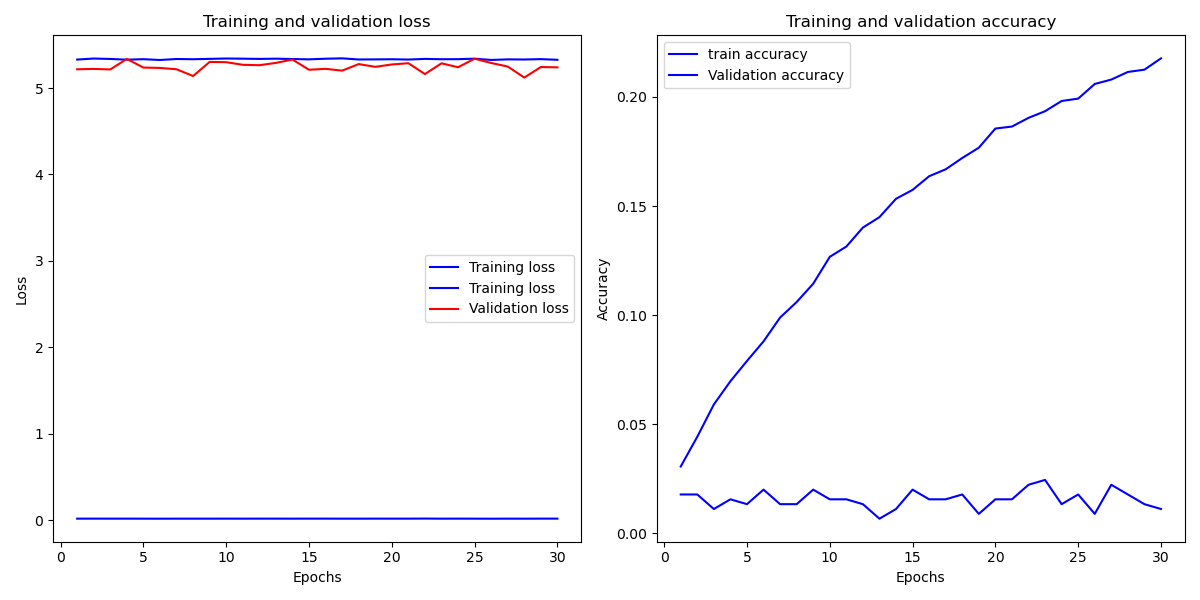 Training and validation loss
Loss
5
4
3
2
1
0
Training loss
Training loss
Validation loss
0 5 10 15 20 25 30
Epochs
Training and validation accuracy
Accuracy
0.20
0.15
0.10
0.05
0.00
train accuracy
Validation accuracy
0 5 10 15 20 25 30
Epochs